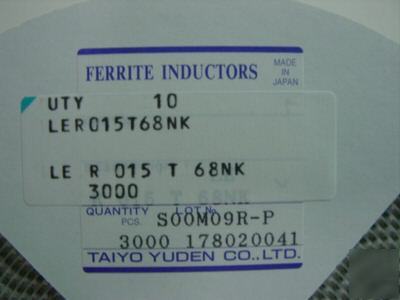 FERRITE INDUCTORS
MADE
IN
JAPAN
UTY 10
LER015T68NK
LE R 015 T 68NK
3000
T 68NK
QUANTITY LOT No.
PCS. S00M09R-P
3000 178020041
TAIYO YUDEN CO.,LTD.